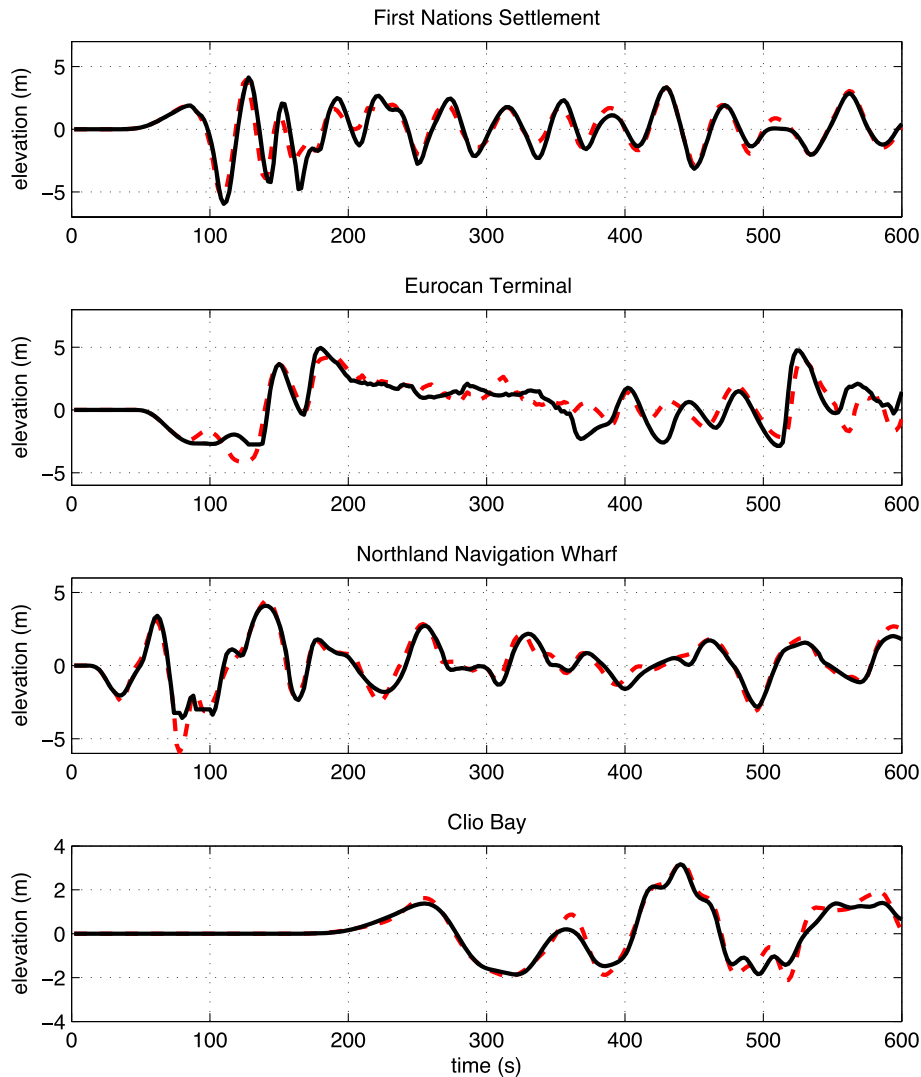 First Nations Settlement
elevation (m)
5
0
−5
0 100 200 300 400 500 600
Eurocan Terminal
elevation (m)
5
0
−5
0 100 200 300 400 500 600
Northland Navigation Wharf
elevation (m)
5
0
−5
0 100 200 300 400 500 600
Clio Bay
elevation (m)
4
2
0
−2
−4
0 100 200 300 400 500 600
time (s)